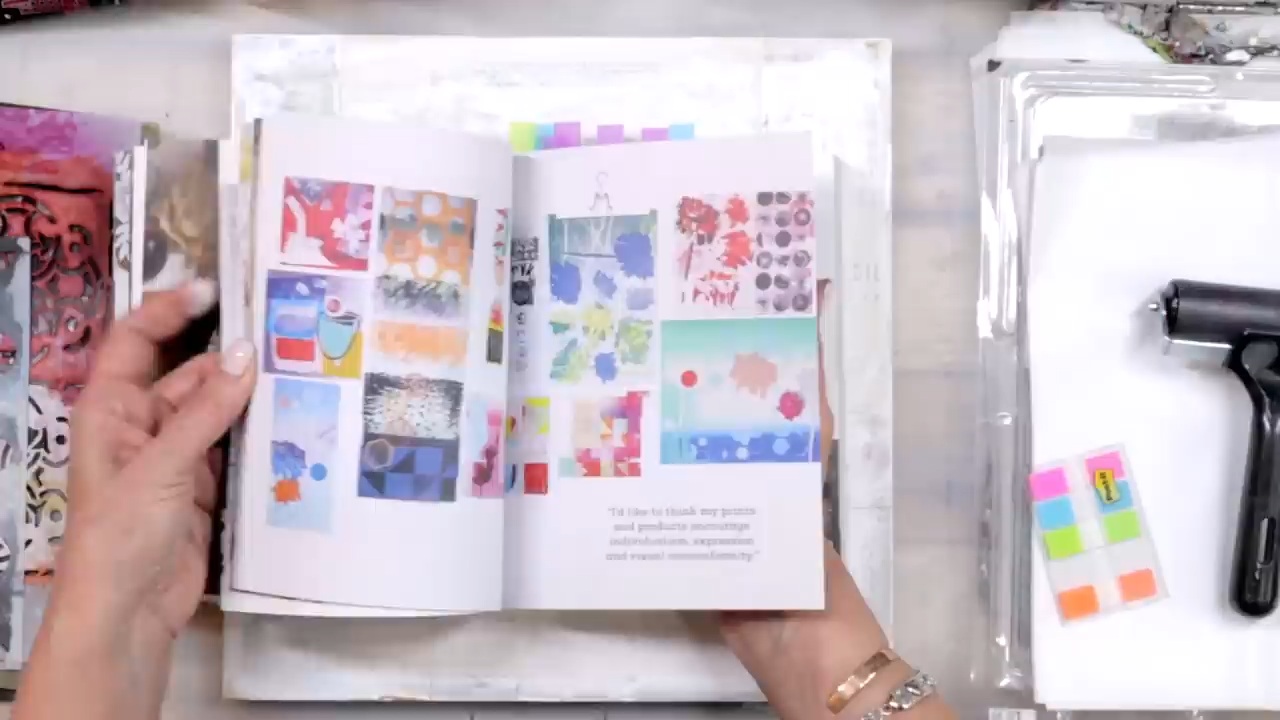 "I'd like to think my prints
and products encourage
individualism, expression
and visual nonconformity."